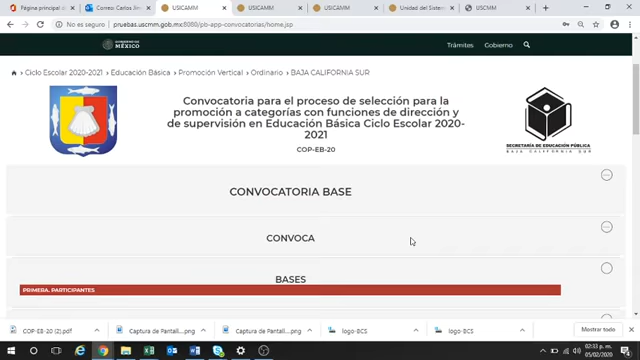 Página principal d
Correo: Carlos Jim
USICAMM
USICAMM
USICAMM
Unidad del Sistem
USCMM
No es seguro | pruebas.uscmm.gob.mx:8080/pb-app-convocatorias/home.jsp
GOBIERNO DE
MÉXICO
Trámites
Gobierno
Ciclo Escolar 2020-2021 › Educación Básica › Promoción Vertical › Ordinario › BAJA CALIFORNIA SUR
Convocatoria para el proceso de selección para la
promoción a categorías con funciones de dirección y
de supervisión en Educación Básica Ciclo Escolar 2020-
2021
COP-EB-20
SECRETARÍA DE EDUCACIÓN PÚBLICA
BAJA CALIFORNIA SUR
CONVOCATORIA BASE
CONVOCA
BASES
PRIMERA. PARTICIPANTES
COP-EB-20 (2).pdf
Captura de Pantall....png
Captura de Pantall....png
logo-BCS
logo-BCS
Mostrar todo
02:33 p. m.
05/02/2020